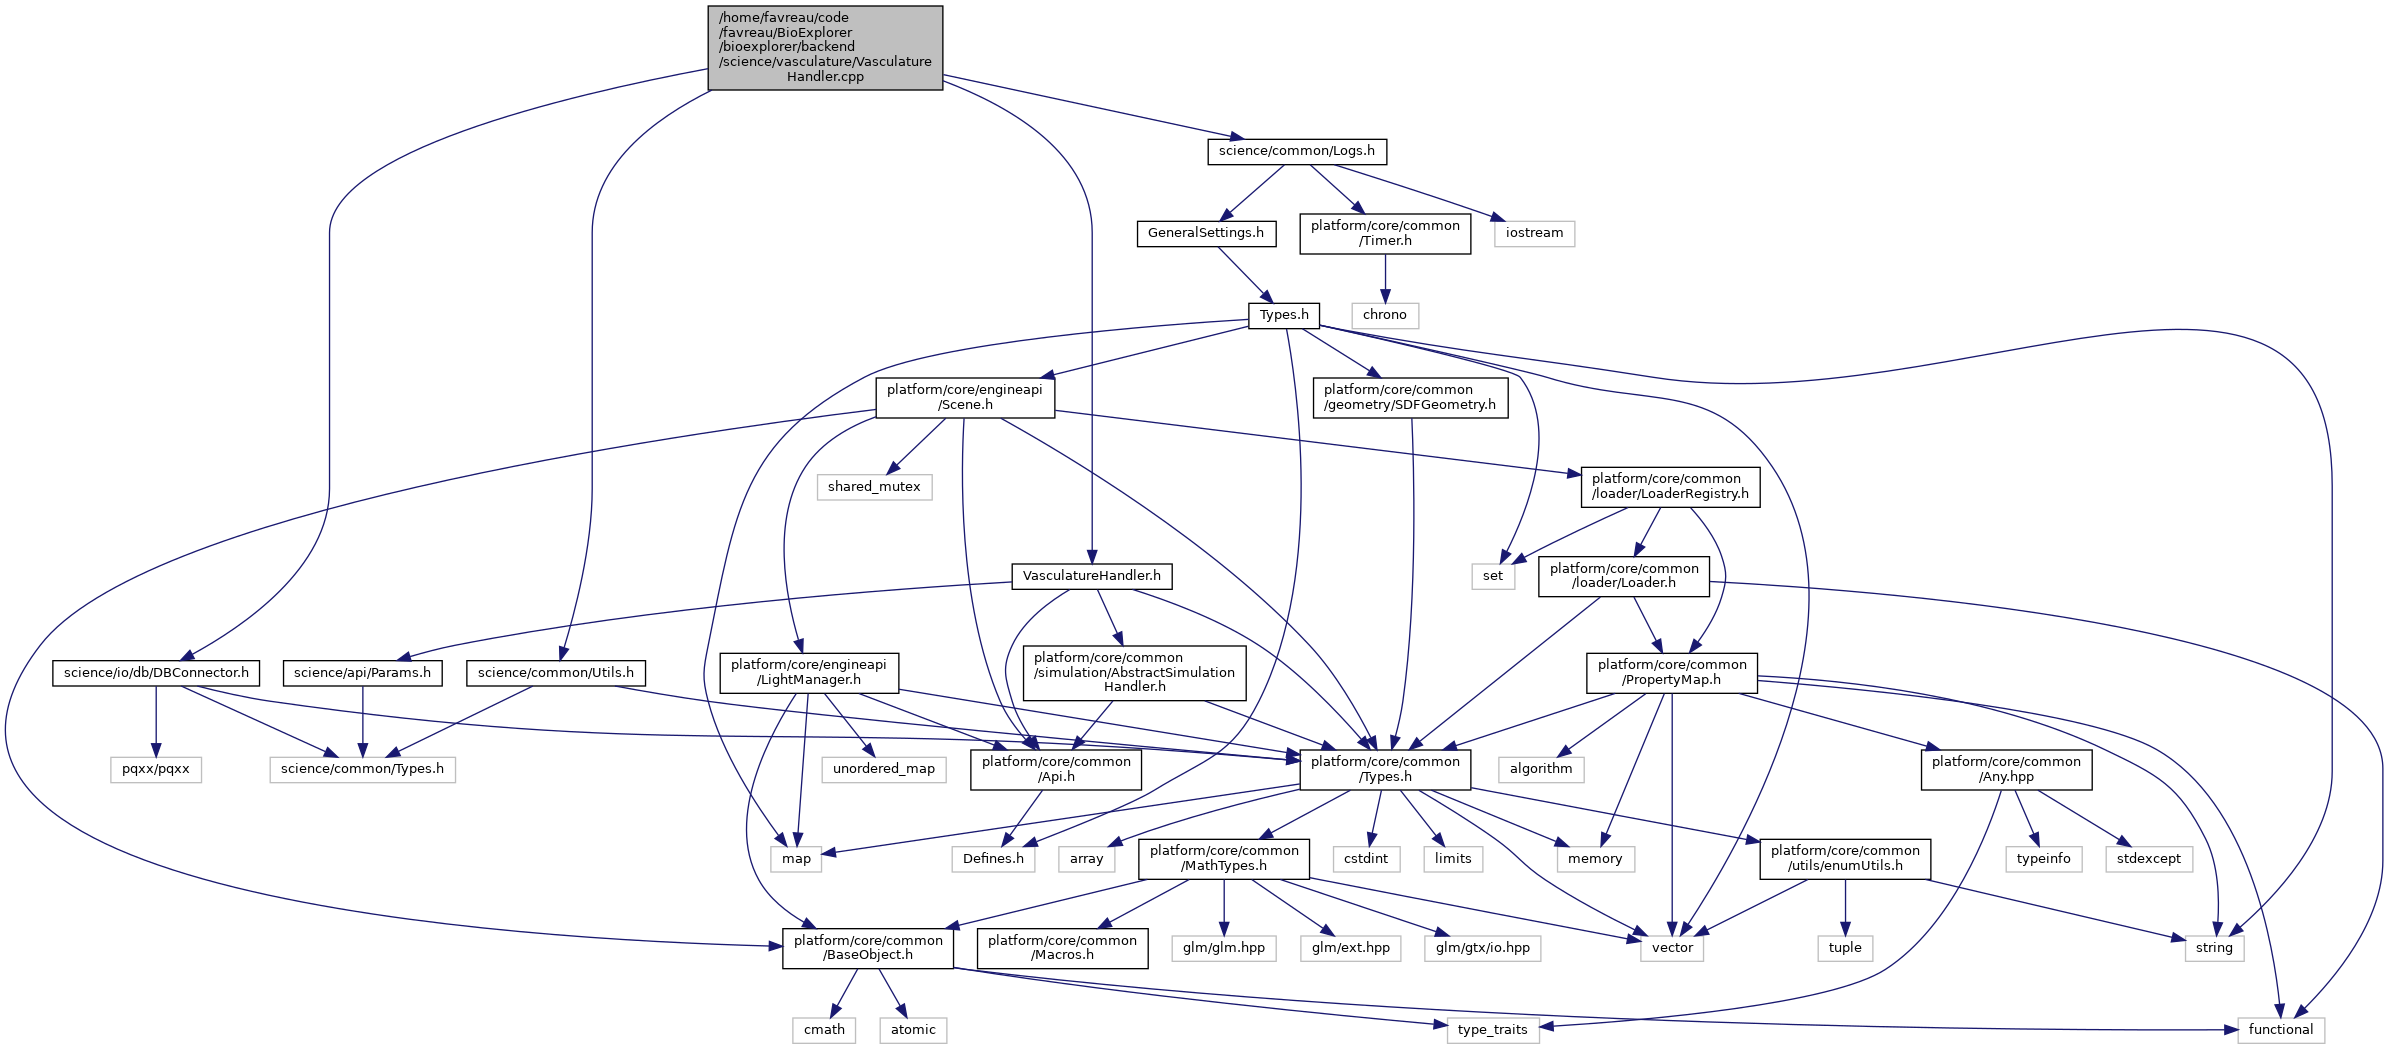 /home/favreau/code
/favreau/BioExplorer
/bioexplorer/backend
/science/vasculature/Vasculature
Handler.cpp
science/common/Logs.h
GeneralSettings.h
platform/core/common
/Timer.h
iostream
Types.h
chrono
platform/core/engineapi
/Scene.h
platform/core/common
/geometry/SDFGeometry.h
shared_mutex
platform/core/common
/loader/LoaderRegistry.h
VasculatureHandler.h
set
platform/core/common
/loader/Loader.h
science/io/db/DBConnector.h
science/api/Params.h
science/common/Utils.h
platform/core/engineapi
/LightManager.h
platform/core/common
/simulation/AbstractSimulation
Handler.h
platform/core/common
/PropertyMap.h
pqxx/pqxx
science/common/Types.h
unordered_map
platform/core/common
/Api.h
platform/core/common
/Types.h
algorithm
platform/core/common
/Any.hpp
map
Defines.h
array
platform/core/common
/MathTypes.h
cstdint
limits
memory
platform/core/common
/utils/enumUtils.h
typeinfo
stdexcept
platform/core/common
/BaseObject.h
platform/core/common
/Macros.h
glm/glm.hpp
glm/ext.hpp
glm/gtx/io.hpp
vector
tuple
string
cmath
atomic
type_traits
functional